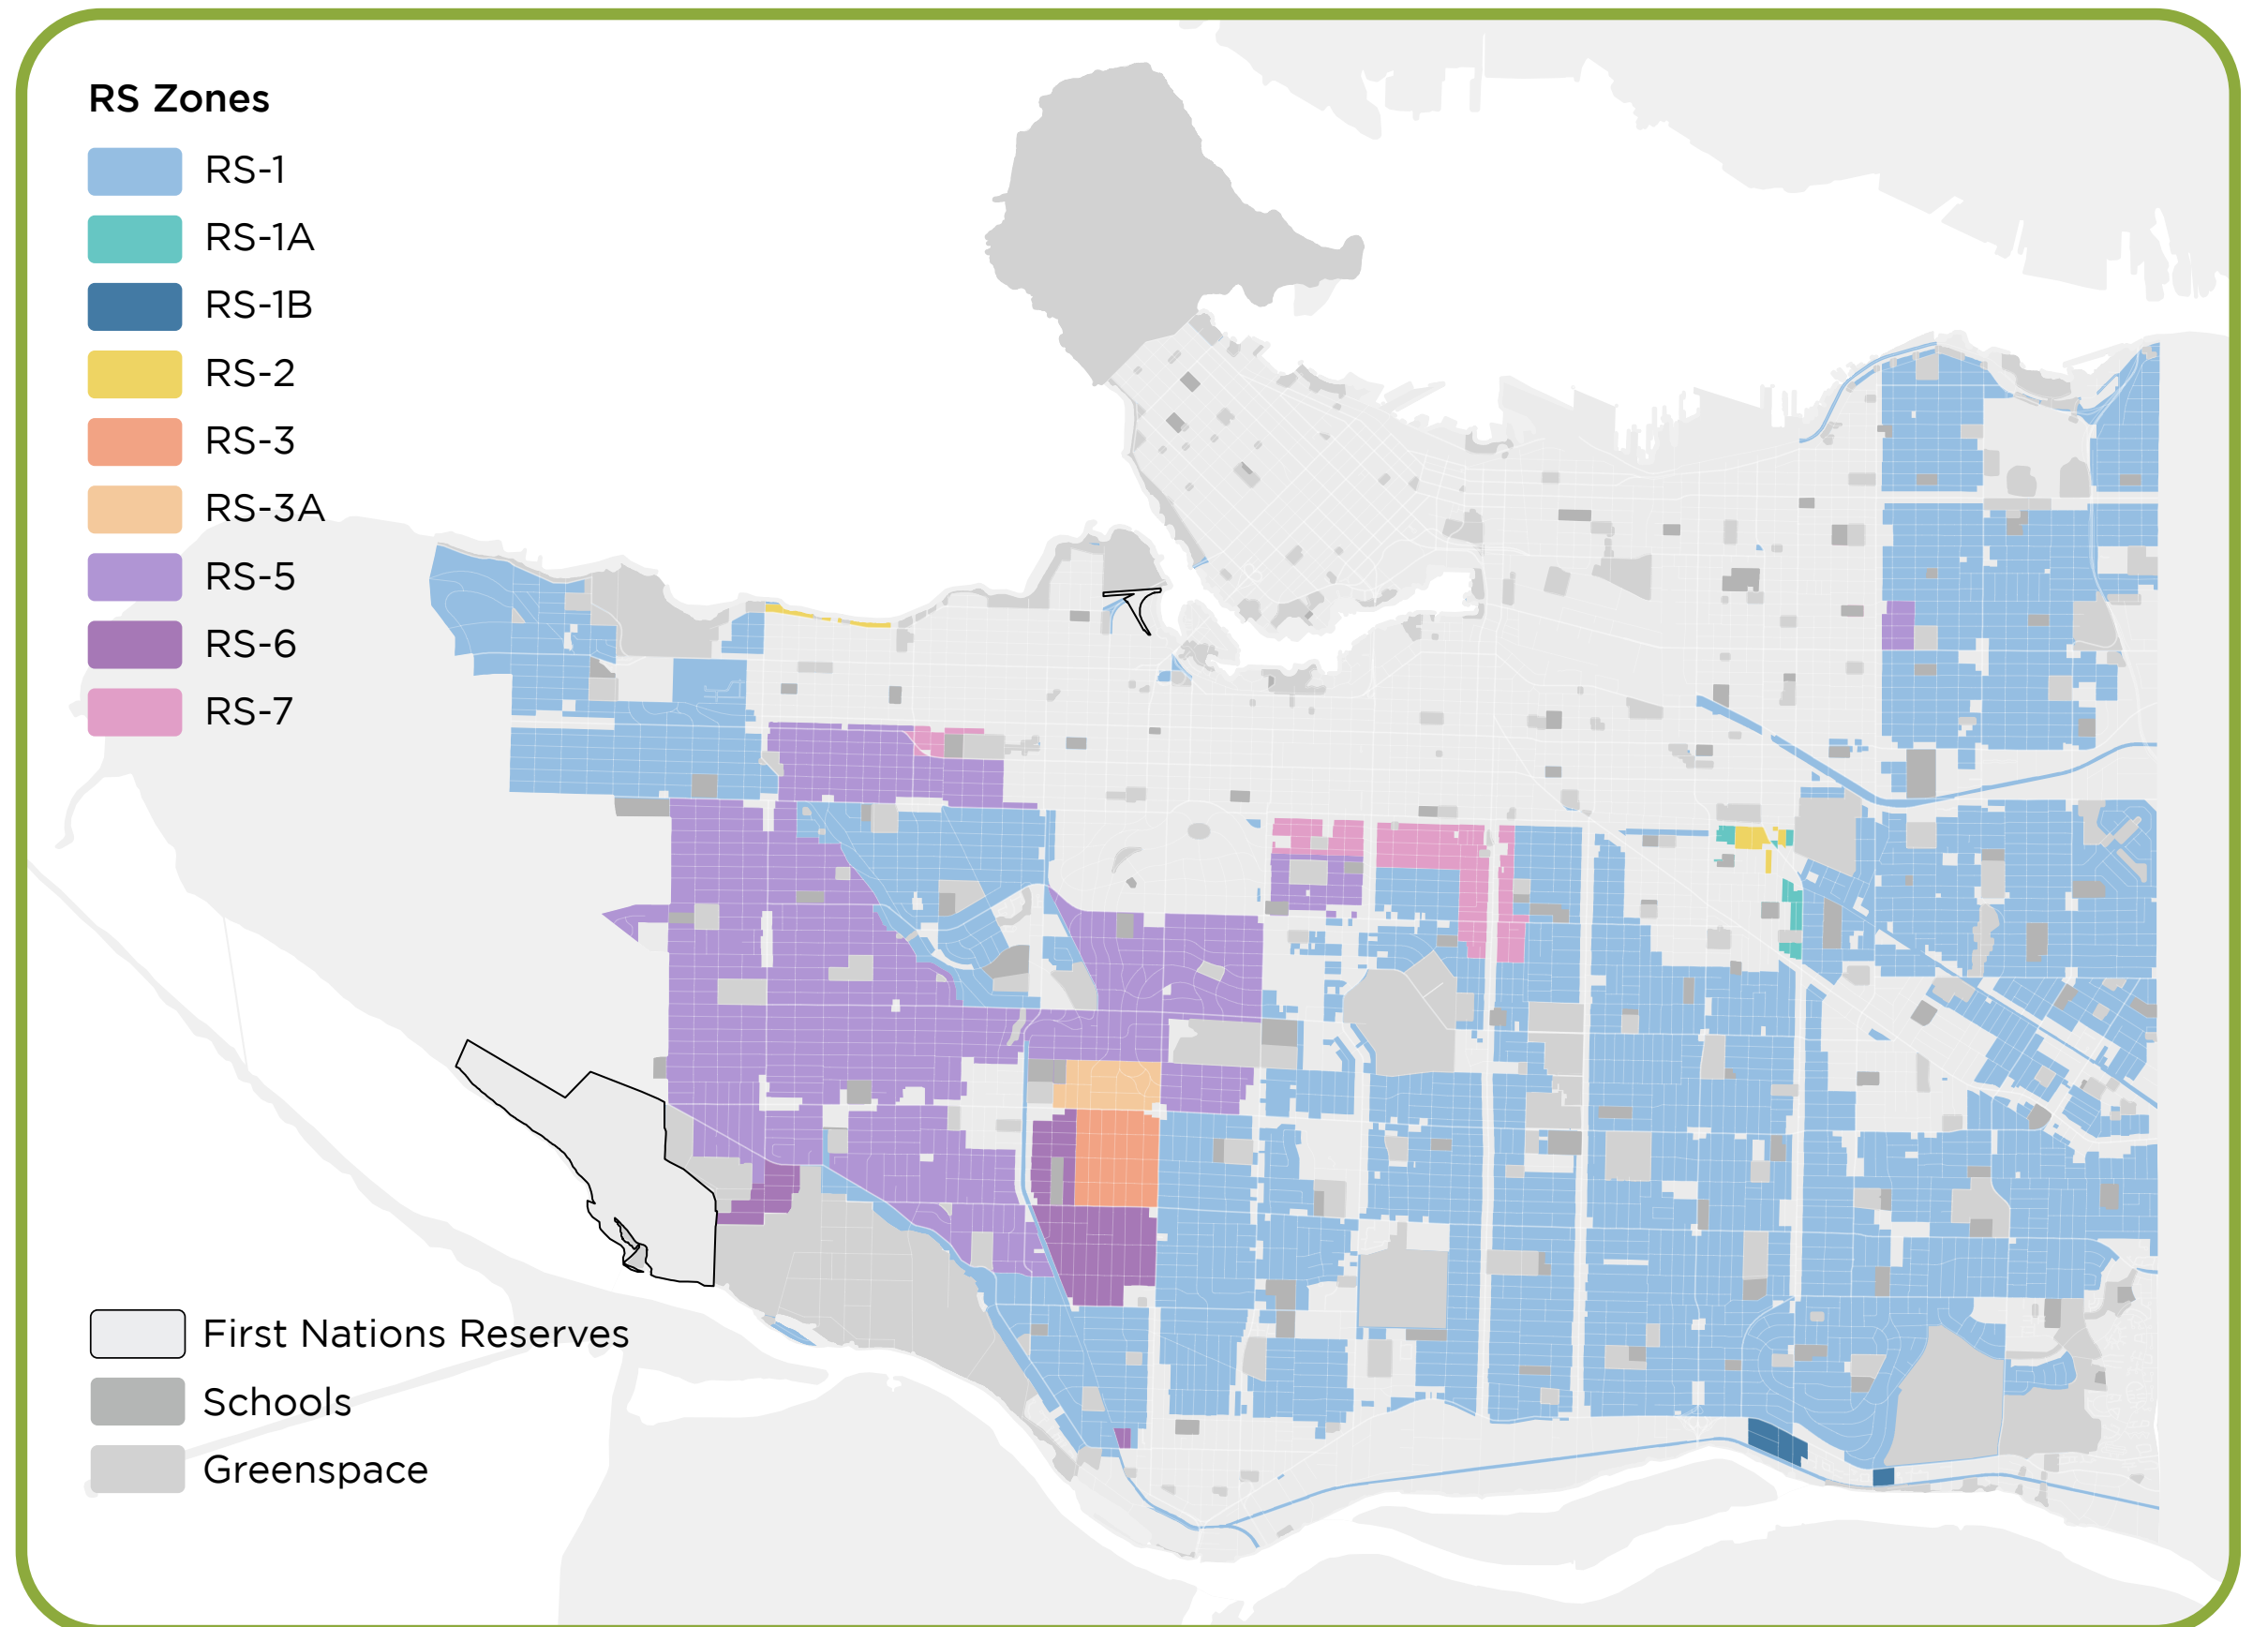 RS Zones
RS-1
RS-1A
RS-1B
RS-2
RS-3
RS-3A
RS-5
RS-6
RS-7
First Nations Reserves
Schools
Greenspace